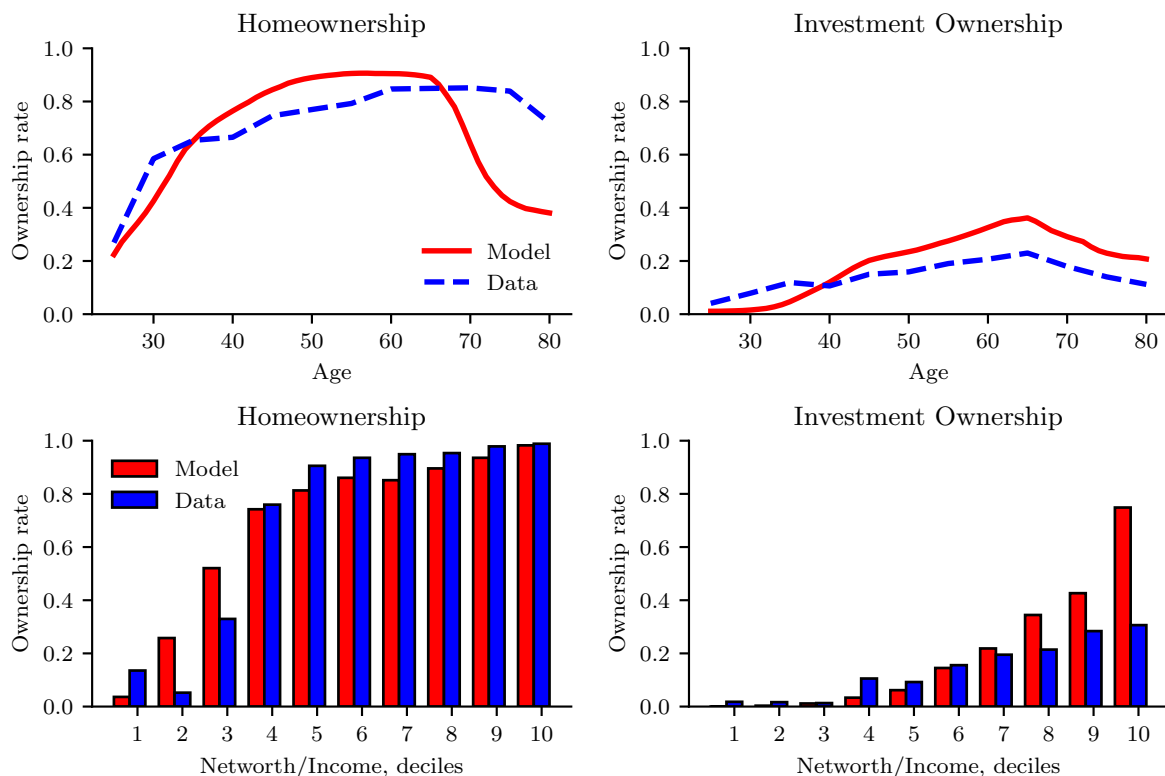 Homeownership
1.0
0.8
0.6
0.4
0.2
0.0
Ownership rate
Model
Data
30 40 50 60 70 80
Age
Investment Ownership
1.0
0.8
0.6
0.4
0.2
0.0
Ownership rate
30 40 50 60 70 80
Age
Homeownership
1.0
0.8
0.6
0.4
0.2
0.0
Ownership rate
Model
Data
1 2 3 4 5 6 7 8 9 10
Networth/Income, deciles
Investment Ownership
1.0
0.8
0.6
0.4
0.2
0.0
Ownership rate
1 2 3 4 5 6 7 8 9 10
Networth/Income, deciles